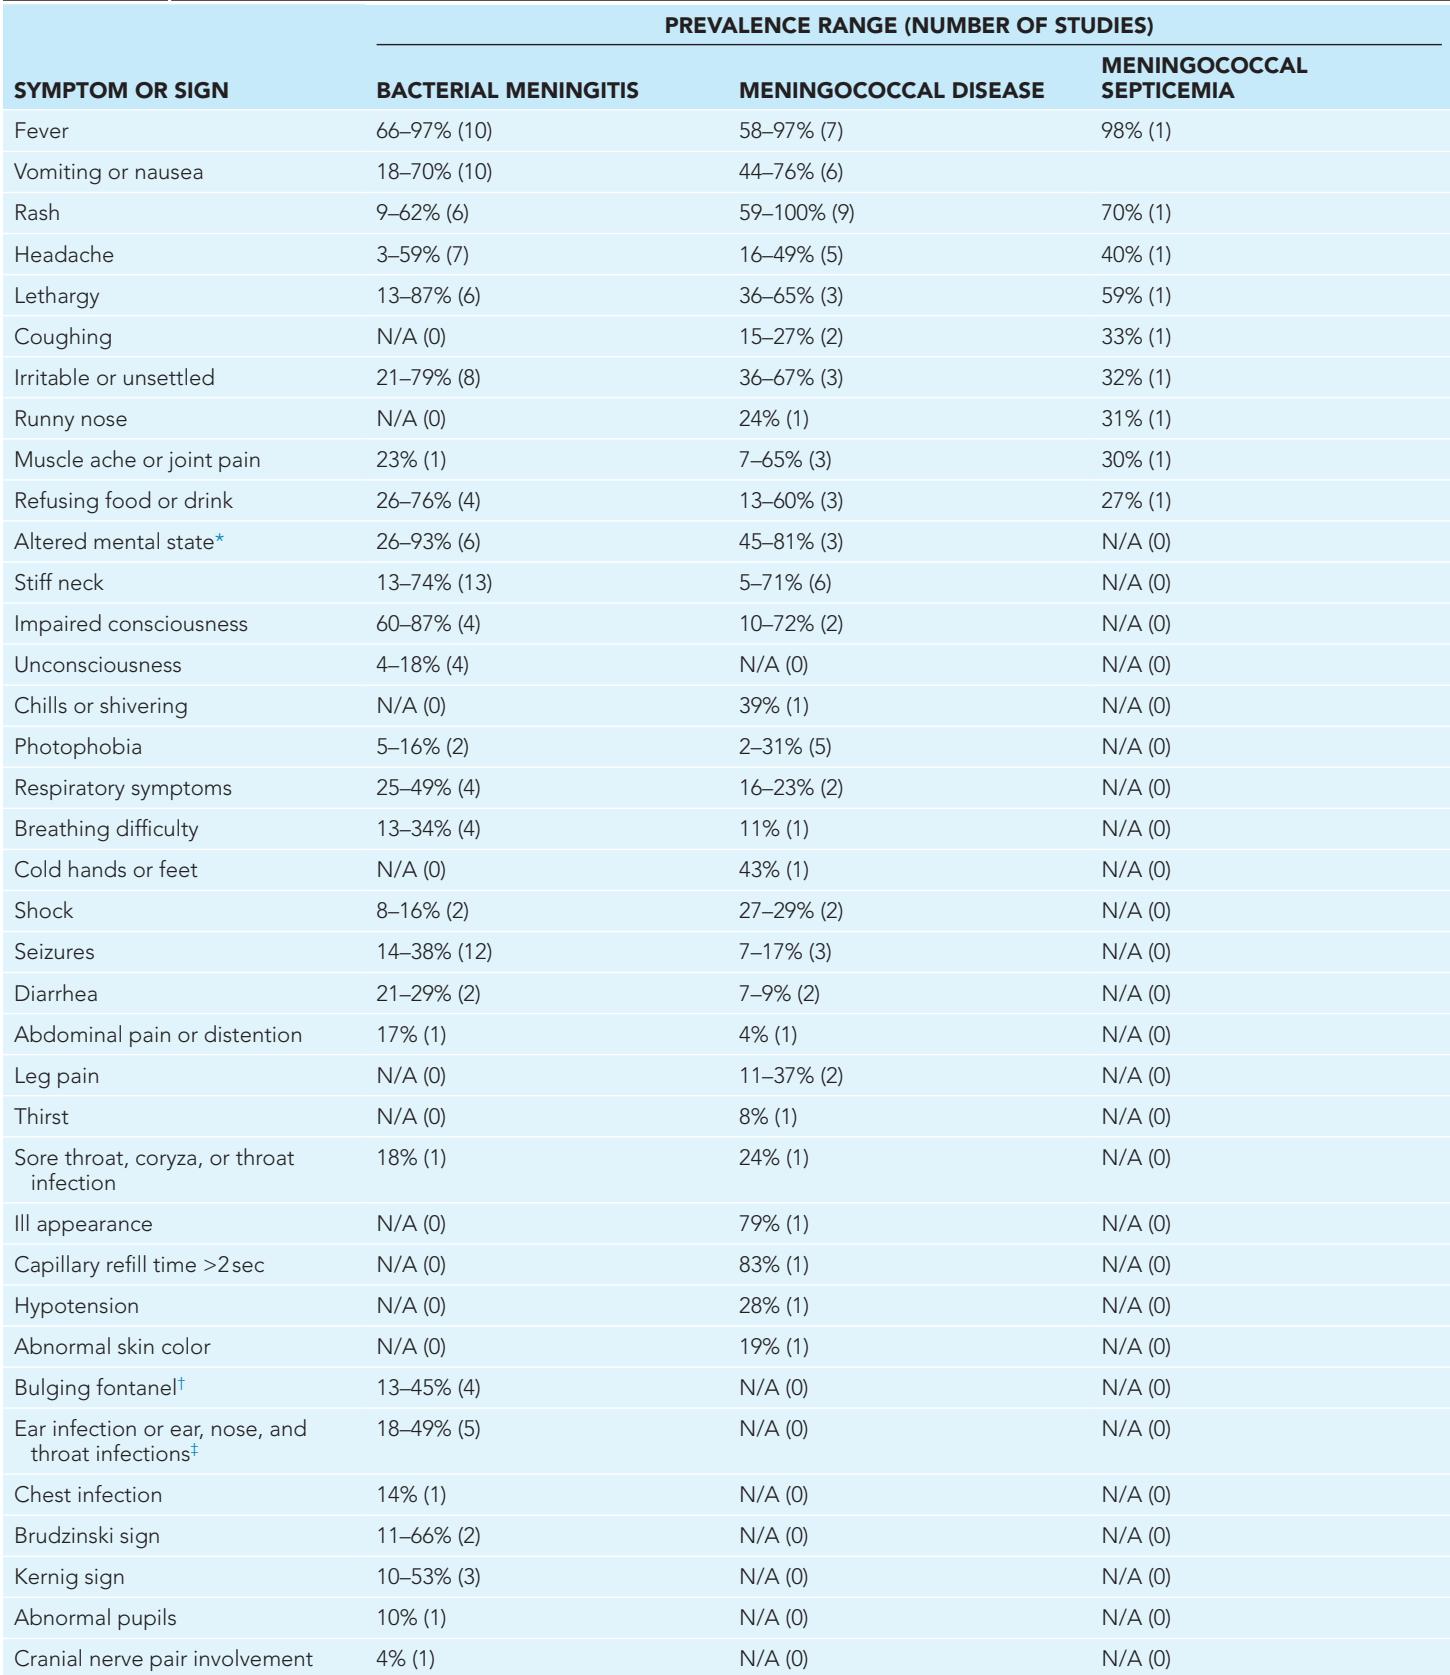 PREVALENCE RANGE (NUMBER OF STUDIES)
SYMPTOM OR SIGN BACTERIAL MENINGITIS MENINGOCOCCAL DISEASE MENINGOCOCCAL SEPTICEMIA
Fever 66–97% (10) 58–97% (7) 98% (1)
Vomiting or nausea 18–70% (10) 44–76% (6)
Rash 9–62% (6) 59–100% (9) 70% (1)
Headache 3–59% (7) 16–49% (5) 40% (1)
Lethargy 13–87% (6) 36–65% (3) 59% (1)
Coughing N/A (0) 15–27% (2) 33% (1)
Irritable or unsettled 21–79% (8) 36–67% (3) 32% (1)
Runny nose N/A (0) 24% (1) 31% (1)
Muscle ache or joint pain 23% (1) 7–65% (3) 30% (1)
Refusing food or drink 26–76% (4) 13–60% (3) 27% (1)
Altered mental state* 26–93% (6) 45–81% (3) N/A (0)
Stiff neck 13–74% (13) 5–71% (6) N/A (0)
Impaired consciousness 60–87% (4) 10–72% (2) N/A (0)
Unconsciousness 4–18% (4) N/A (0) N/A (0)
Chills or shivering N/A (0) 39% (1) N/A (0)
Photophobia 5–16% (2) 2–31% (5) N/A (0)
Respiratory symptoms 25–49% (4) 16–23% (2) N/A (0)
Breathing difficulty 13–34% (4) 11% (1) N/A (0)
Cold hands or feet N/A (0) 43% (1) N/A (0)
Shock 8–16% (2) 27–29% (2) N/A (0)
Seizures 14–38% (12) 7–17% (3) N/A (0)
Diarrhea 21–29% (2) 7–9% (2) N/A (0)
Abdominal pain or distention 17% (1) 4% (1) N/A (0)
Leg pain N/A (0) 11–37% (2) N/A (0)
Thirst N/A (0) 8% (1) N/A (0)
Sore throat, coryza, or throat 18% (1) 24% (1) N/A (0)
infection
Ill appearance N/A (0) 79% (1) N/A (0)
Capillary refill time >2 sec N/A (0) 83% (1) N/A (0)
Hypotension N/A (0) 28% (1) N/A (0)
Abnormal skin color N/A (0) 19% (1) N/A (0)
Bulging fontanel† 13–45% (4) N/A (0) N/A (0)
Ear infection or ear, nose, and 18–49% (5) N/A (0) N/A (0)
throat infections‡
Chest infection 14% (1) N/A (0) N/A (0)
Brudzinski sign 11–66% (2) N/A (0) N/A (0)
Kernig sign 10–53% (3) N/A (0) N/A (0)
Abnormal pupils 10% (1) N/A (0) N/A (0)
Cranial nerve pair involvement 4% (1) N/A (0) N/A (0)